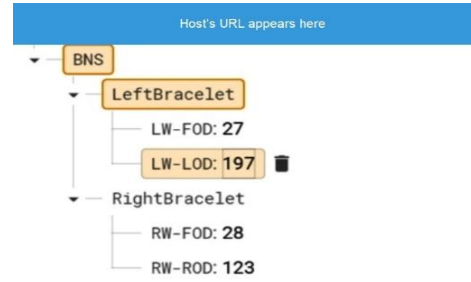 Host's URL appears here
BNS
LeftBracelet
LW-FOD: 27
LW-LOD: 197
RightBracelet
RW-FOD: 28
RW-ROD: 123